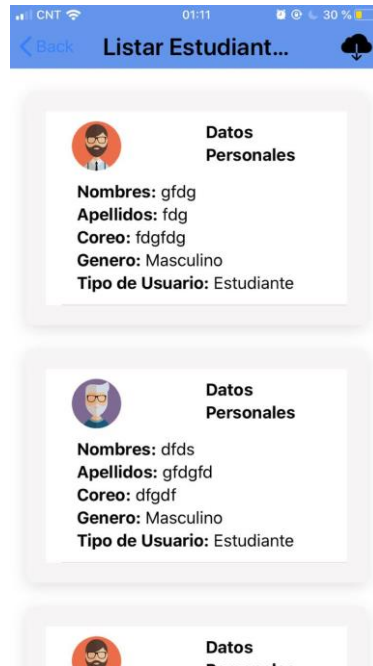 CNT 01:11 30 %
Back Listar Estudiant...
Datos
Personales
Nombres: gfdg
Apellidos: fdg
Coreo: fdgfdg
Genero: Masculino
Tipo de Usuario: Estudiante
Datos
Personales
Nombres: dfds
Apellidos: gfdgfd
Coreo: dfgdf
Genero: Masculino
Tipo de Usuario: Estudiante
Datos